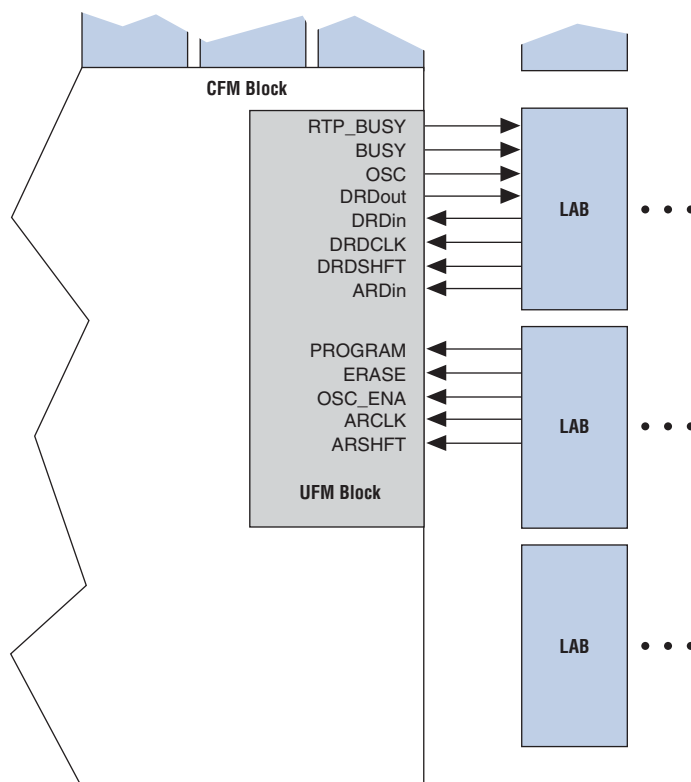 CFM Block
RTP_BUSY
BUSY
OSC
DRDout
DRDin
DRDCLK
DRDSHFT
ARDin
LAB
PROGRAM
ERASE
OSC_ENA
ARCLK
ARSHFT
LAB
UFM Block
LAB